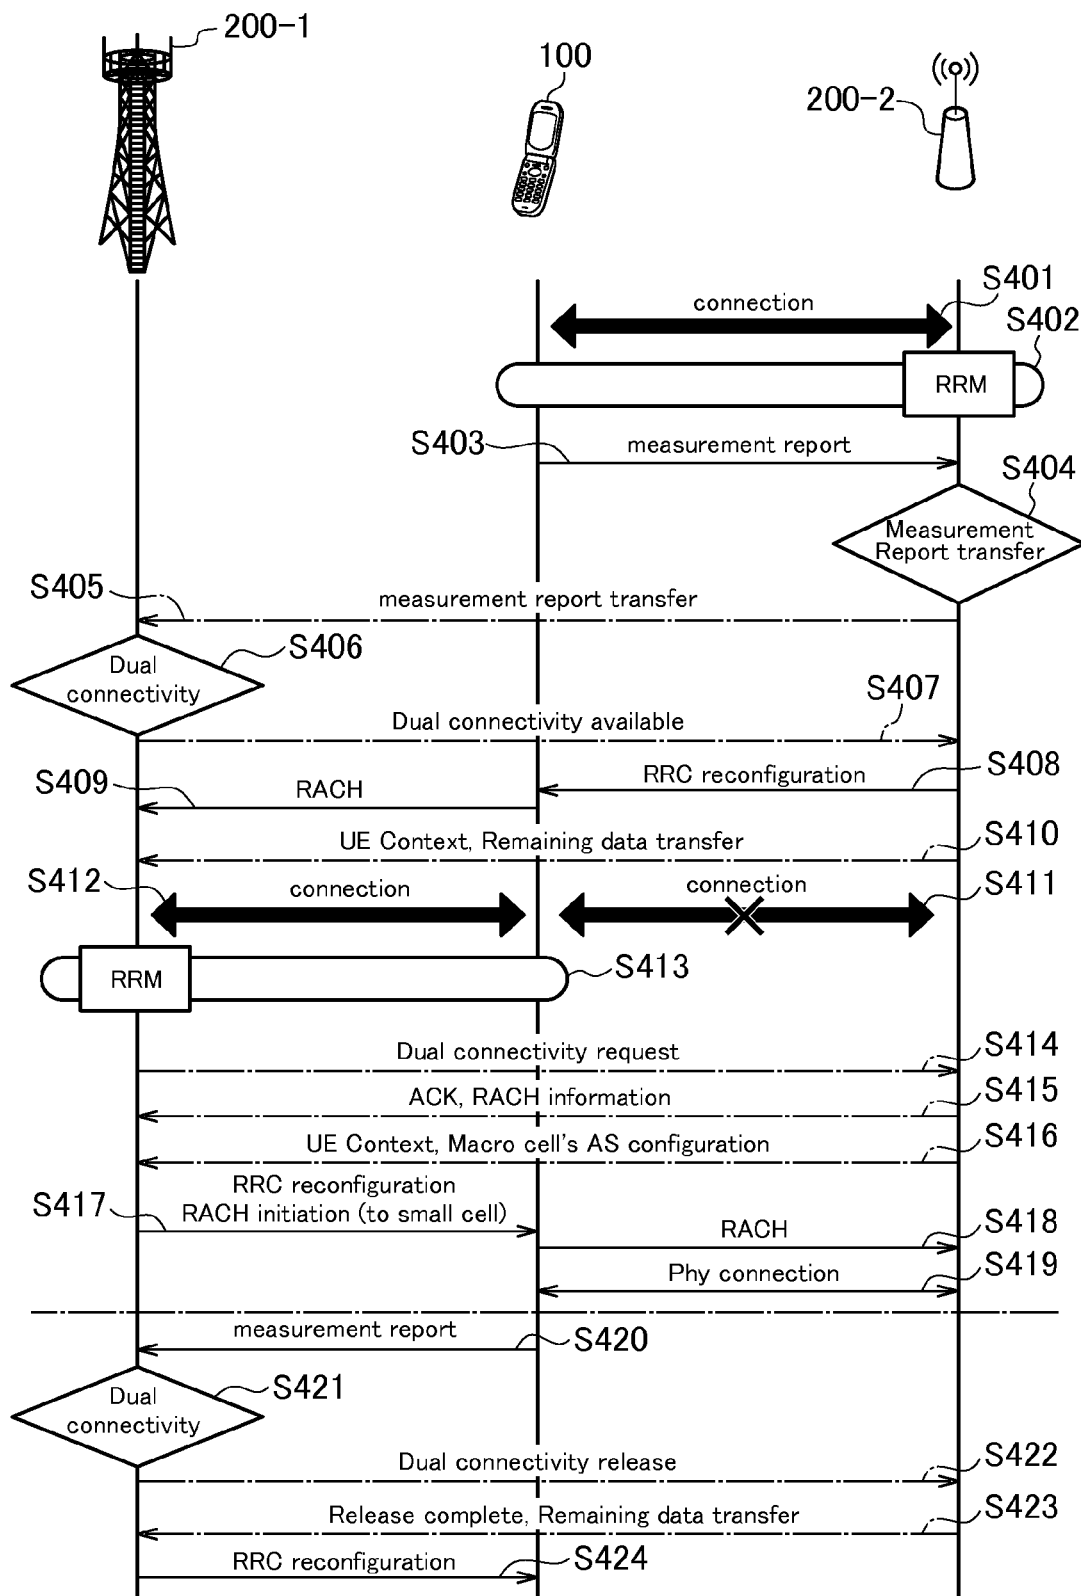 200-1
100
200-2
S401
connection
S402
RRM
S403
measurement report
S404
Measurement
Report transfer
S405
measurement report transfer
S406
Dual
connectivity
S407
Dual connectivity available
S408
RRC reconfiguration
S409
RACH
S410
UE Context, Remaining data transfer
S412
connection
connection
S411
RRM
S413
Dual connectivity request
S414
ACK, RACH information
S415
UE Context, Macro cell's AS configuration
S416
RRC reconfiguration
S417
RACH initiation (to small cell)
RACH
S418
Phy connection
S419
measurement report
S420
S421
Dual
connectivity
Dual connectivity release
S422
Release complete, Remaining data transfer
S423
RRC reconfiguration
S424